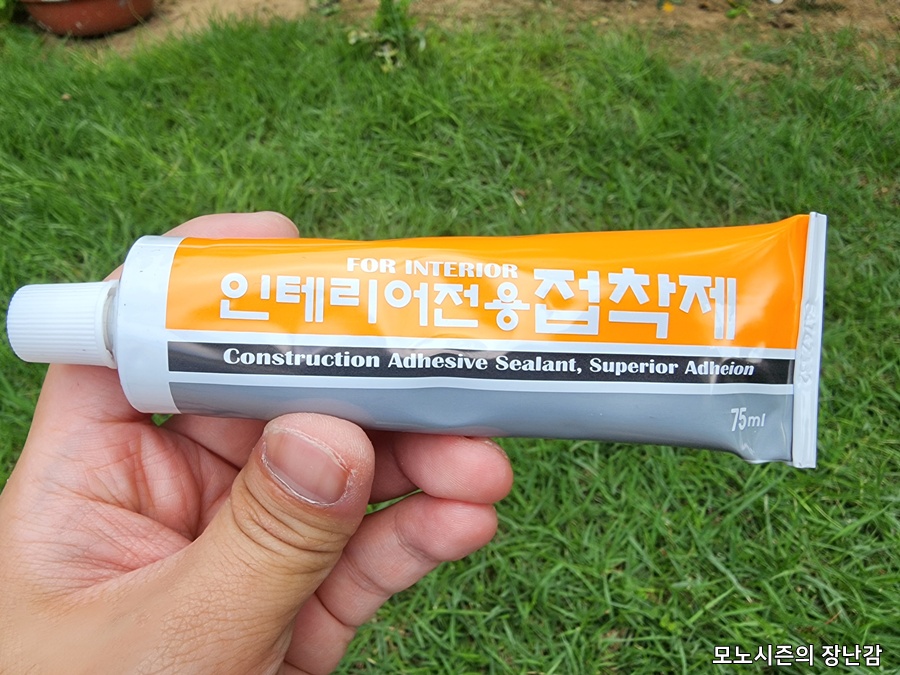 FOR INTERIOR
인테리어전용접착제
Construction Adhesive Sealant, Superior Adheion
75ml
모노시즌의 장난감